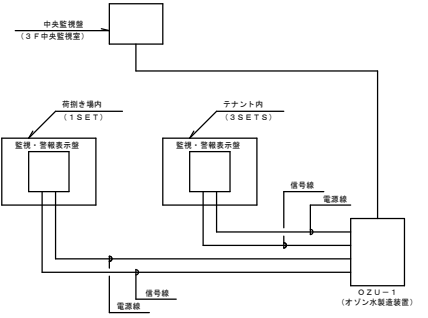 中央監視盤
(３Ｆ中央監視室)
荷捌き場内
(１ＳＥＴ)
テナント内
(３ＳＥＴＳ)
監視・警報表示盤
監視・警報表示盤
信号線
電源線
信号線
電源線
ＯＺＵ－１
(オゾン水製造装置)